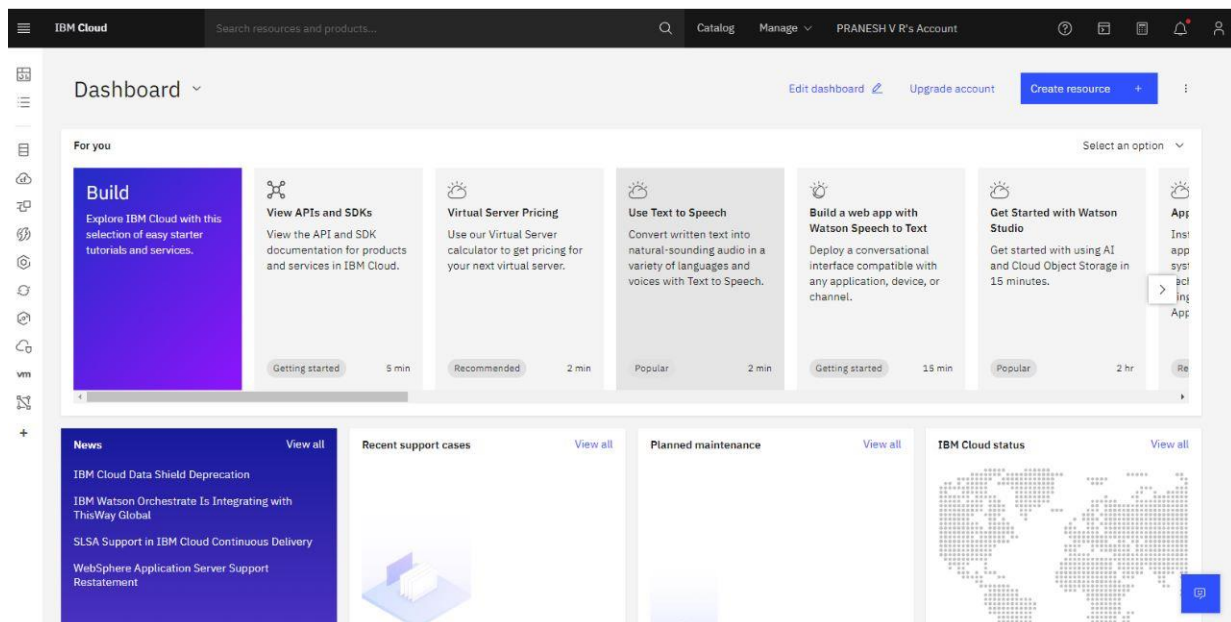 IBM Cloud
Search resources and products...
Catalog
Manage
PRANESH V R's Account
Dashboard
Edit dashboard
Upgrade account
Create resource +
For you
Select an option
Build
Explore IBM Cloud with this
selection of easy starter
tutorials and services.
View APIs and SDKs
View the API and SDK
documentation for products
and services in IBM Cloud.
Getting started
5 min
Virtual Server Pricing
Use our Virtual Server
calculator to get pricing for
your next virtual server.
Recommended
2 min
Use Text to Speech
Convert written text into
natural-sounding audio in a
variety of languages and
voices with Text to Speech.
Popular
2 min
Build a web app with
Watson Speech to Text
Deploy a conversational
interface compatible with
any application, device, or
channel.
Getting started
15 min
Get Started with Watson
Studio
Get started with using AI
and Cloud Object Storage in
15 minutes.
Popular
2 hr
App
Inst
app
syst
ing
App
Re
vm
News
View all
IBM Cloud Data Shield Deprecation
IBM Watson Orchestrate Is Integrating with
ThisWay Global
SLSA Support in IBM Cloud Continuous Delivery
WebSphere Application Server Support
Restatement
Recent support cases
View all
Planned maintenance
View all
IBM Cloud status
View all